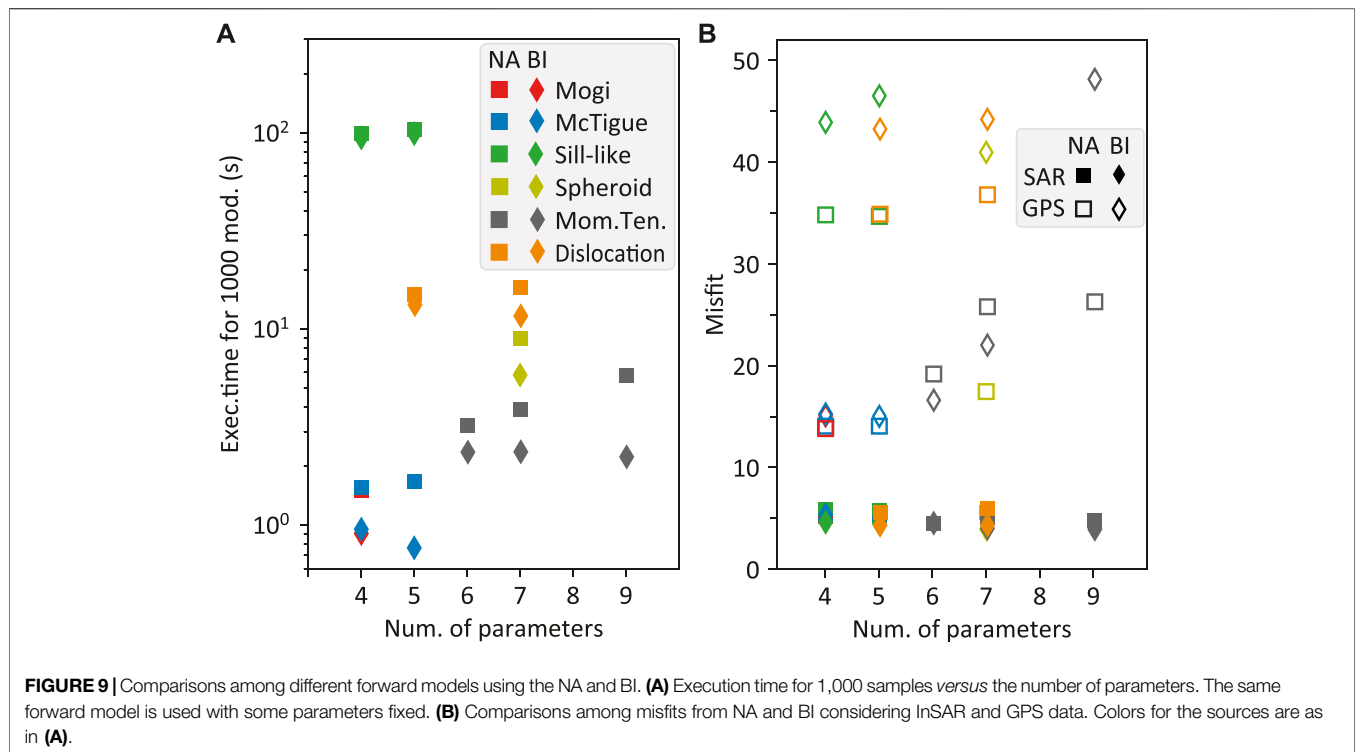 A
Exec.time for 1000 mod. (s)
10²
10¹
10⁰
4 5 6 7 8 9
Num. of parameters
NA BI
Mogi
McTigue
Sill-like
Spheroid
Mom.Ten.
Dislocation
B
Misfit
50
40
30
20
10
0
4 5 6 7 8 9
Num. of parameters
NA BI
SAR
GPS
FIGURE 9 | Comparisons among different forward models using the NA and BI. (A) Execution time for 1,000 samples versus the number of parameters. The same
forward model is used with some parameters fixed. (B) Comparisons among misfits from NA and BI considering InSAR and GPS data. Colors for the sources are as
in (A).